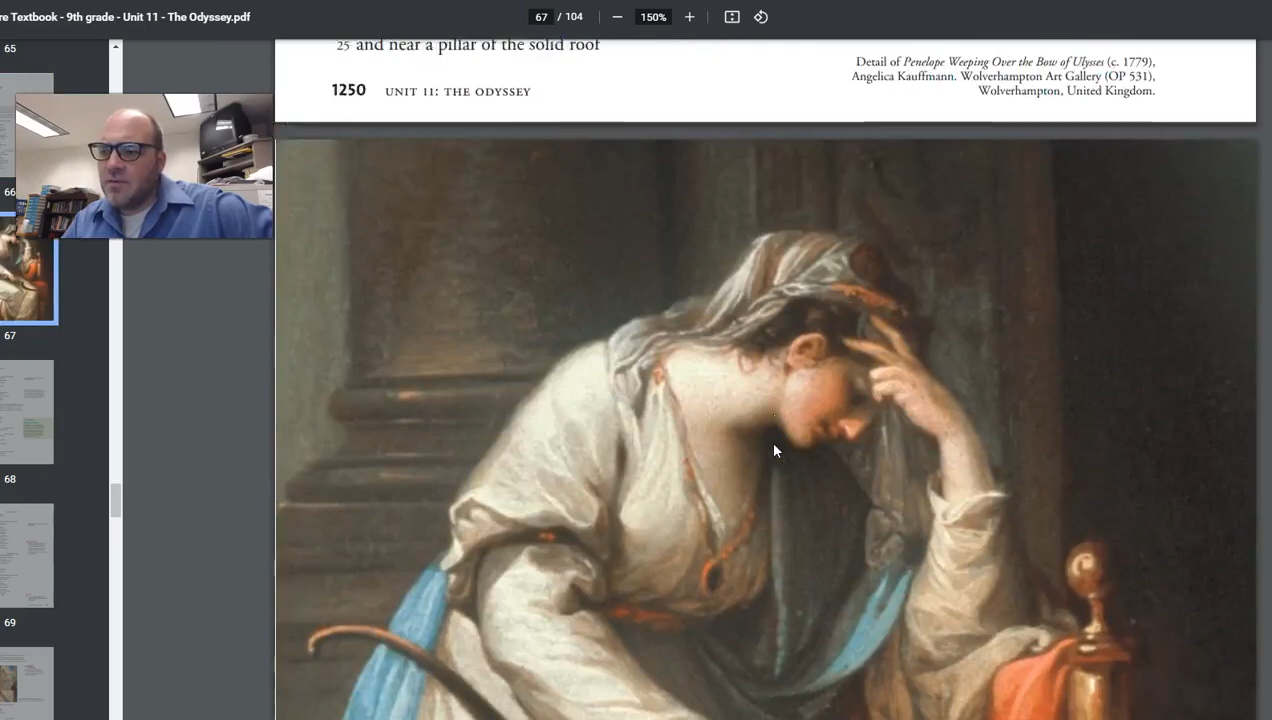 re Textbook - 9th grade - Unit 11 - The Odyssey.pdf
67 / 104
150%
65
66
67
68
69
25 and near a pillar of the solid roof
1250 UNIT 11: THE ODYSSEY
Detail of Penelope Weeping Over the Bow of Ulysses (c. 1779),
Angelica Kauffmann. Wolverhampton Art Gallery (OP 531),
Wolverhampton, United Kingdom.